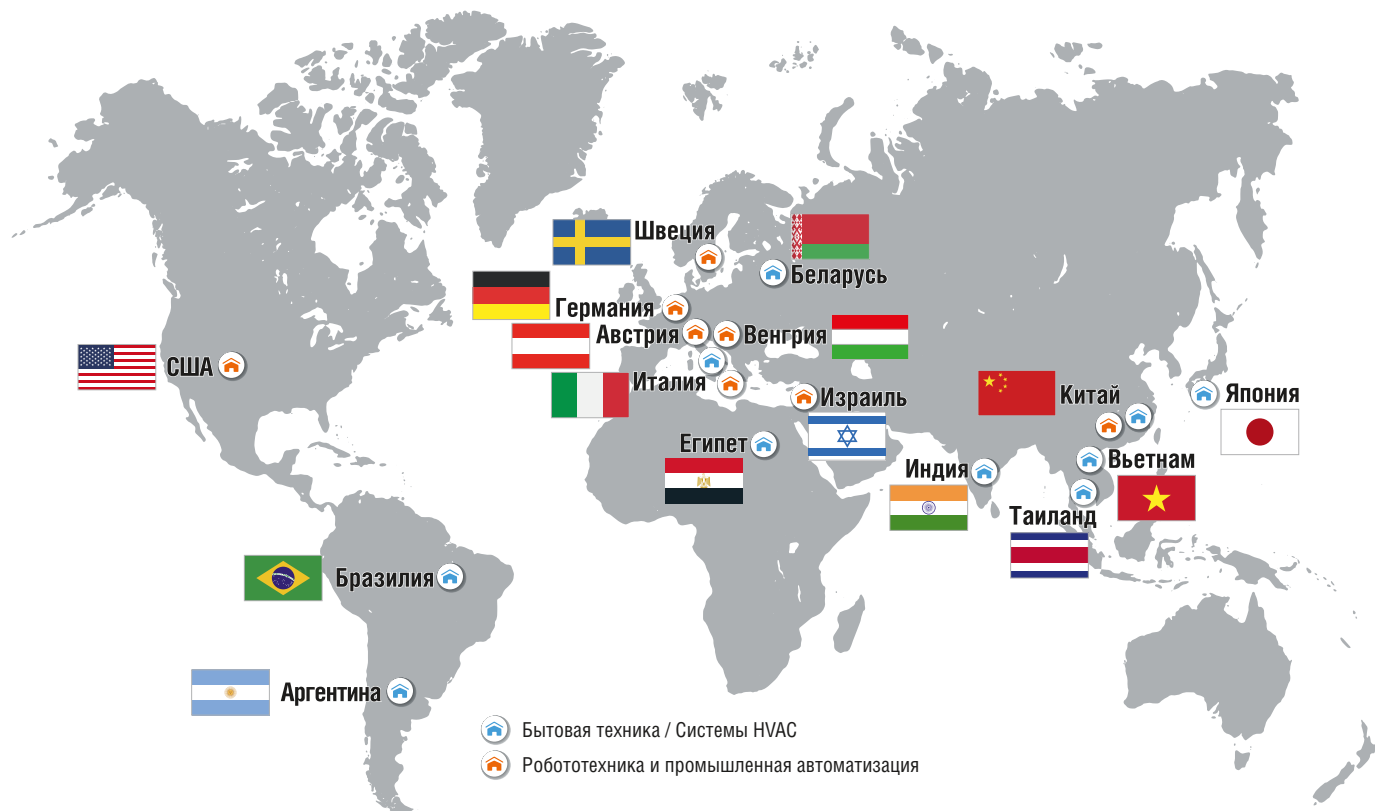 Швеция
Беларусь
Германия
Австрия
Венгрия
США
Италия
Израиль
Китай
Япония
Египет
Индия
Вьетнам
Таиланд
Бразилия
Аргентина
Бытовая техника / Системы HVAC
Робототехника и промышленная автоматизация